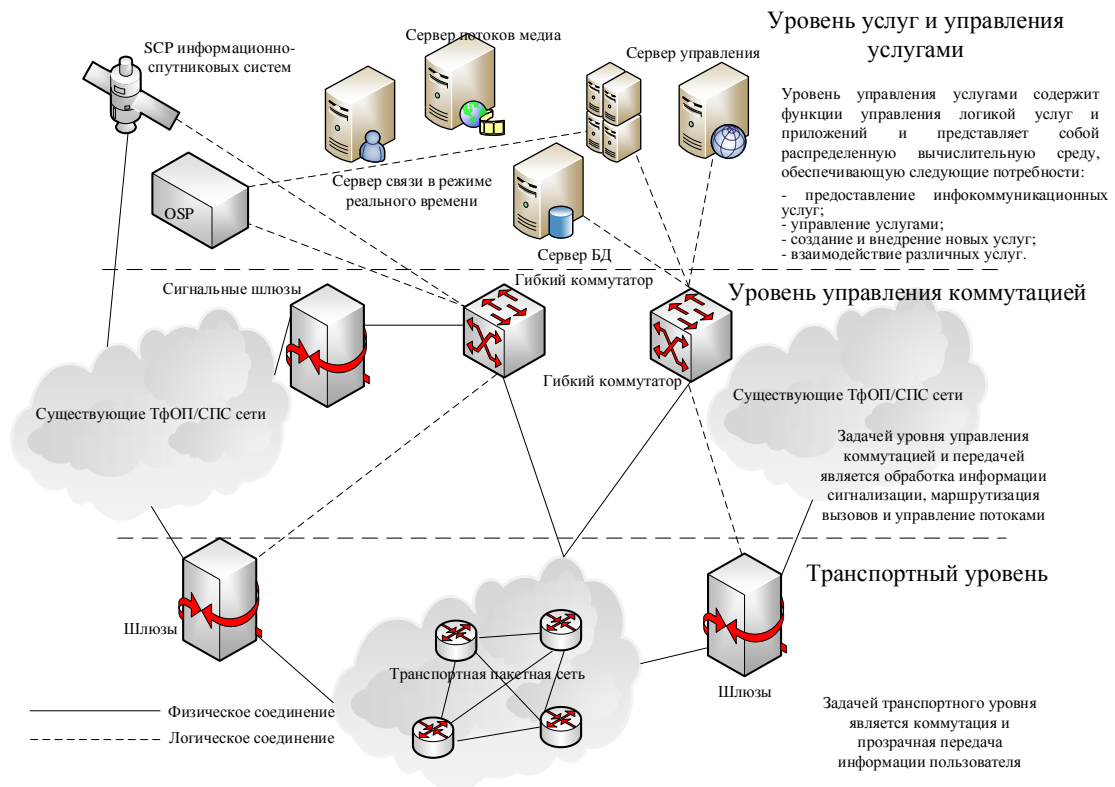 Уровень услуг и управления
услугами
SCP информационно-
спутниковых систем
Сервер потоков медиа
Сервер управления
Уровень управления услугами содержит
функции управления логикой услуг и
приложений и представляет собой
распределенную вычислительную среду,
обеспечивающую следующие потребности:
- предоставление инфокоммуникационных
услуг;
- управление услугами;
- создание и внедрение новых услуг;
- взаимодействие различных услуг.
Сервер связи в режиме
реального времени
OSP
Сервер БД
Сигнальные шлюзы
Гибкий коммутатор
Уровень управления коммутацией
Гибкий коммутатор
Существующие ТфОП/СПС сети
Существующие ТфОП/СПС сети
Задачей уровня управления
коммутацией и передачей
является обработка информации
сигнализации, маршрутизация
вызовов и управление потоками
Транспортный уровень
Шлюзы
Транспортная пакетная сеть
Шлюзы
Физическое соединение
Логическое соединение
Задачей транспортного уровня
является коммутация и
прозрачная передача
информации пользователя